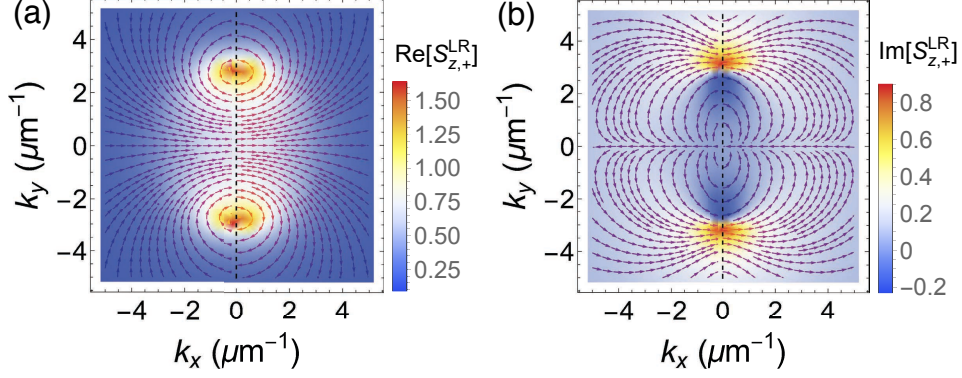 (a)
Re[S^LR_z,+]
4
2
0
−2
−4
k_y (μm⁻¹)
−4 −2 0 2 4
k_x (μm⁻¹)
1.50
1.25
1.00
0.75
0.50
0.25
(b)
Im[S^LR_z,+]
4
2
0
−2
−4
k_y (μm⁻¹)
−4 −2 0 2 4
k_x (μm⁻¹)
0.8
0.6
0.4
0.2
0
−0.2